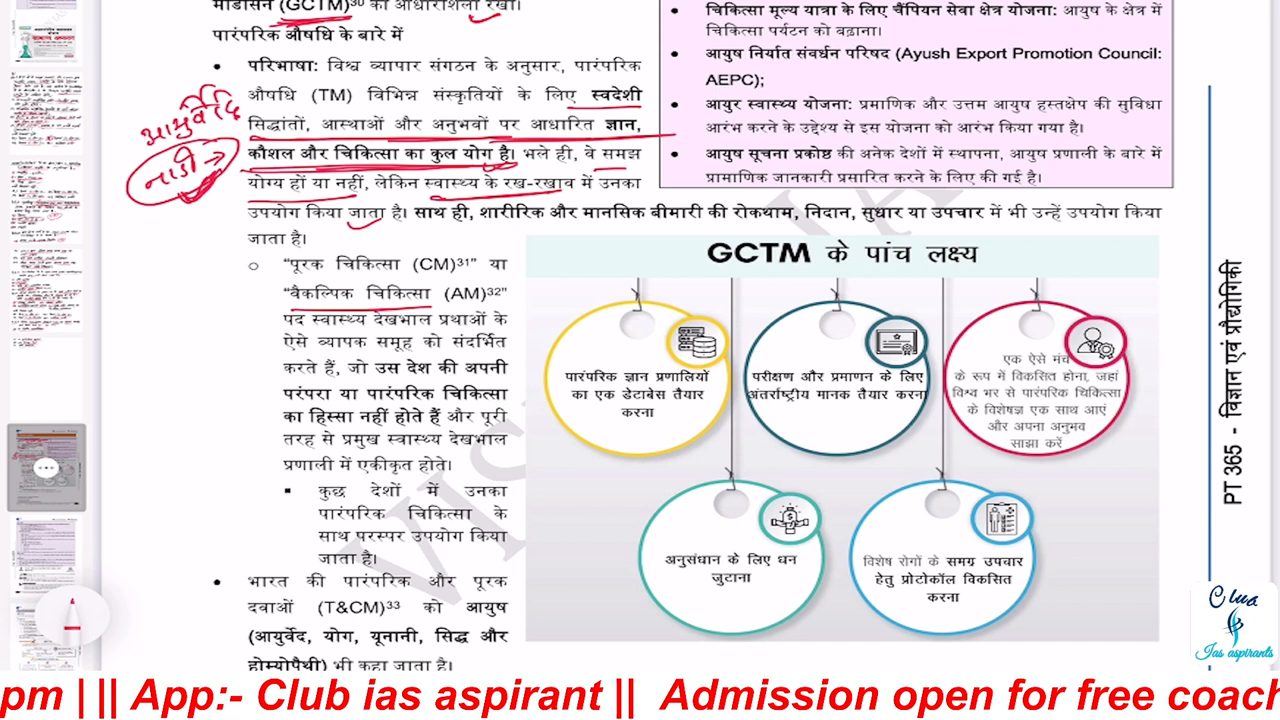 मेडिसिन (GCTM)30 की आधारशिला रखी।
पारंपरिक औषधि के बारे में
• परिभाषा: विश्व व्यापार संगठन के अनुसार, पारंपरिक
औषधि (TM) विभिन्न संस्कृतियों के लिए स्वदेशी
सिद्धांतों, आस्थाओं और अनुभवों पर आधारित ज्ञान,
कौशल और चिकित्सा का कुल योग है। भले ही, वे समझ
योग्य हों या नहीं, लेकिन स्वास्थ्य के रख-रखाव में उनका
उपयोग किया जाता है। साथ ही, शारीरिक और मानसिक बीमारी की रोकथाम, निदान, सुधार या उपचार में भी उन्हें उपयोग किया
जाता है।
आयुर्वेद
नाडी
○ "पूरक चिकित्सा (CM)31" या
"वैकल्पिक चिकित्सा (AM)32"
पद स्वास्थ्य देखभाल प्रथाओं के
ऐसे व्यापक समूह को संदर्भित
करते हैं, जो उस देश की अपनी
परंपरा या पारंपरिक चिकित्सा
का हिस्सा नहीं होते हैं और पूरी
तरह से प्रमुख स्वास्थ्य देखभाल
प्रणाली में एकीकृत होते।
▪ कुछ देशों में उनका
पारंपरिक चिकित्सा के
साथ परस्पर उपयोग किया
जाता है।
• भारत की पारंपरिक और पूरक
दवाओं (T&CM)33 को आयुष
(आयुर्वेद, योग, यूनानी, सिद्ध और
होम्योपैथी) भी कहा जाता है।
• चिकित्सा मूल्य यात्रा के लिए चैंपियन सेवा क्षेत्र योजना: आयुष के क्षेत्र में
चिकित्सा पर्यटन को बढ़ाना।
• आयुष निर्यात संवर्धन परिषद (Ayush Export Promotion Council:
AEPC):
• आयुर स्वास्थ्य योजना: प्रमाणित और उत्तम आयुष हस्तक्षेप की सुविधा
प्रदान करने के उद्देश्य से इस योजना को आरंभ किया गया है।
• आयुष सूचना प्रकोष्ठ की अनेक देशों में स्थापना, आयुष प्रणाली के बारे में
प्रामाणिक जानकारी प्रसारित करने के लिए की गई है।
GCTM के पांच लक्ष्य
पारंपरिक ज्ञान प्रणालियों
का एक डेटाबेस तैयार
करना
परीक्षण और प्रमाणन के लिए
अंतर्राष्ट्रीय मानक तैयार करना
एक ऐसे मंच
के रूप में विकसित होना, जहां
विश्व भर से पारंपरिक चिकित्सा
के विशेषज्ञ एक साथ आएं
और अपना अनुभव
साझा करें
अनुसंधान के लिए धन
जुटाना
विशेष रोगों के समग्र उपचार
हेतु प्रोटोकॉल विकसित
करना
PT 365 - विज्ञान एवं प्रौद्योगिकी
Club
Ias aspirants
pm | || App:- Club ias aspirant || Admission open for free coach